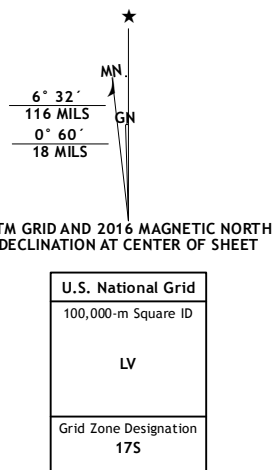 ★
MN
6° 32´
116 MILS
GN
0° 60´
18 MILS
TM GRID AND 2016 MAGNETIC NORTH
DECLINATION AT CENTER OF SHEET
U.S. National Grid
100,000-m Square ID
LV
Grid Zone Designation
17S